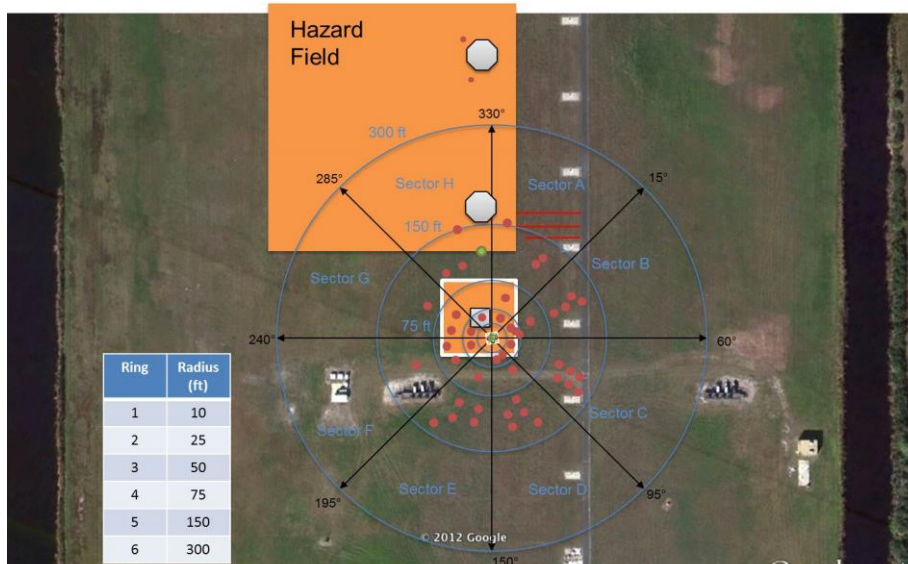 Hazard
Field
330°
300 ft
285°
Sector H
Sector A
15°
150 ft
Sector B
Sector G
75 ft
240°
60°
Ring Radius
(ft)
1 10
2 25
3 50
4 75
5 150
6 300
Sector F
Sector C
Sector E
Sector D
195°
95°
© 2012 Google
150°